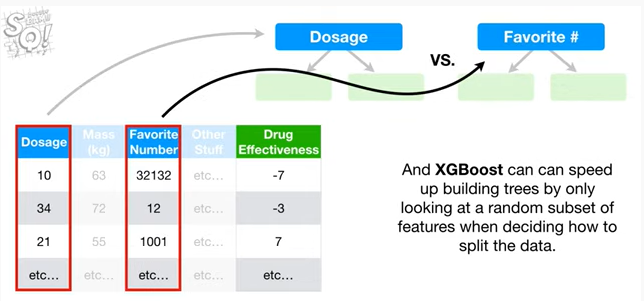 SQ!
Dosage
VS.
Favorite #
Dosage Mass (kg) Favorite Number Other Stuff Drug Effectiveness
10 63 32132 etc... -7
34 72 12 etc... -3
21 55 1001 etc... 7
etc... etc... etc... etc... etc...
And XGBoost can can speed
up building trees by only
looking at a random subset of
features when deciding how to
split the data.